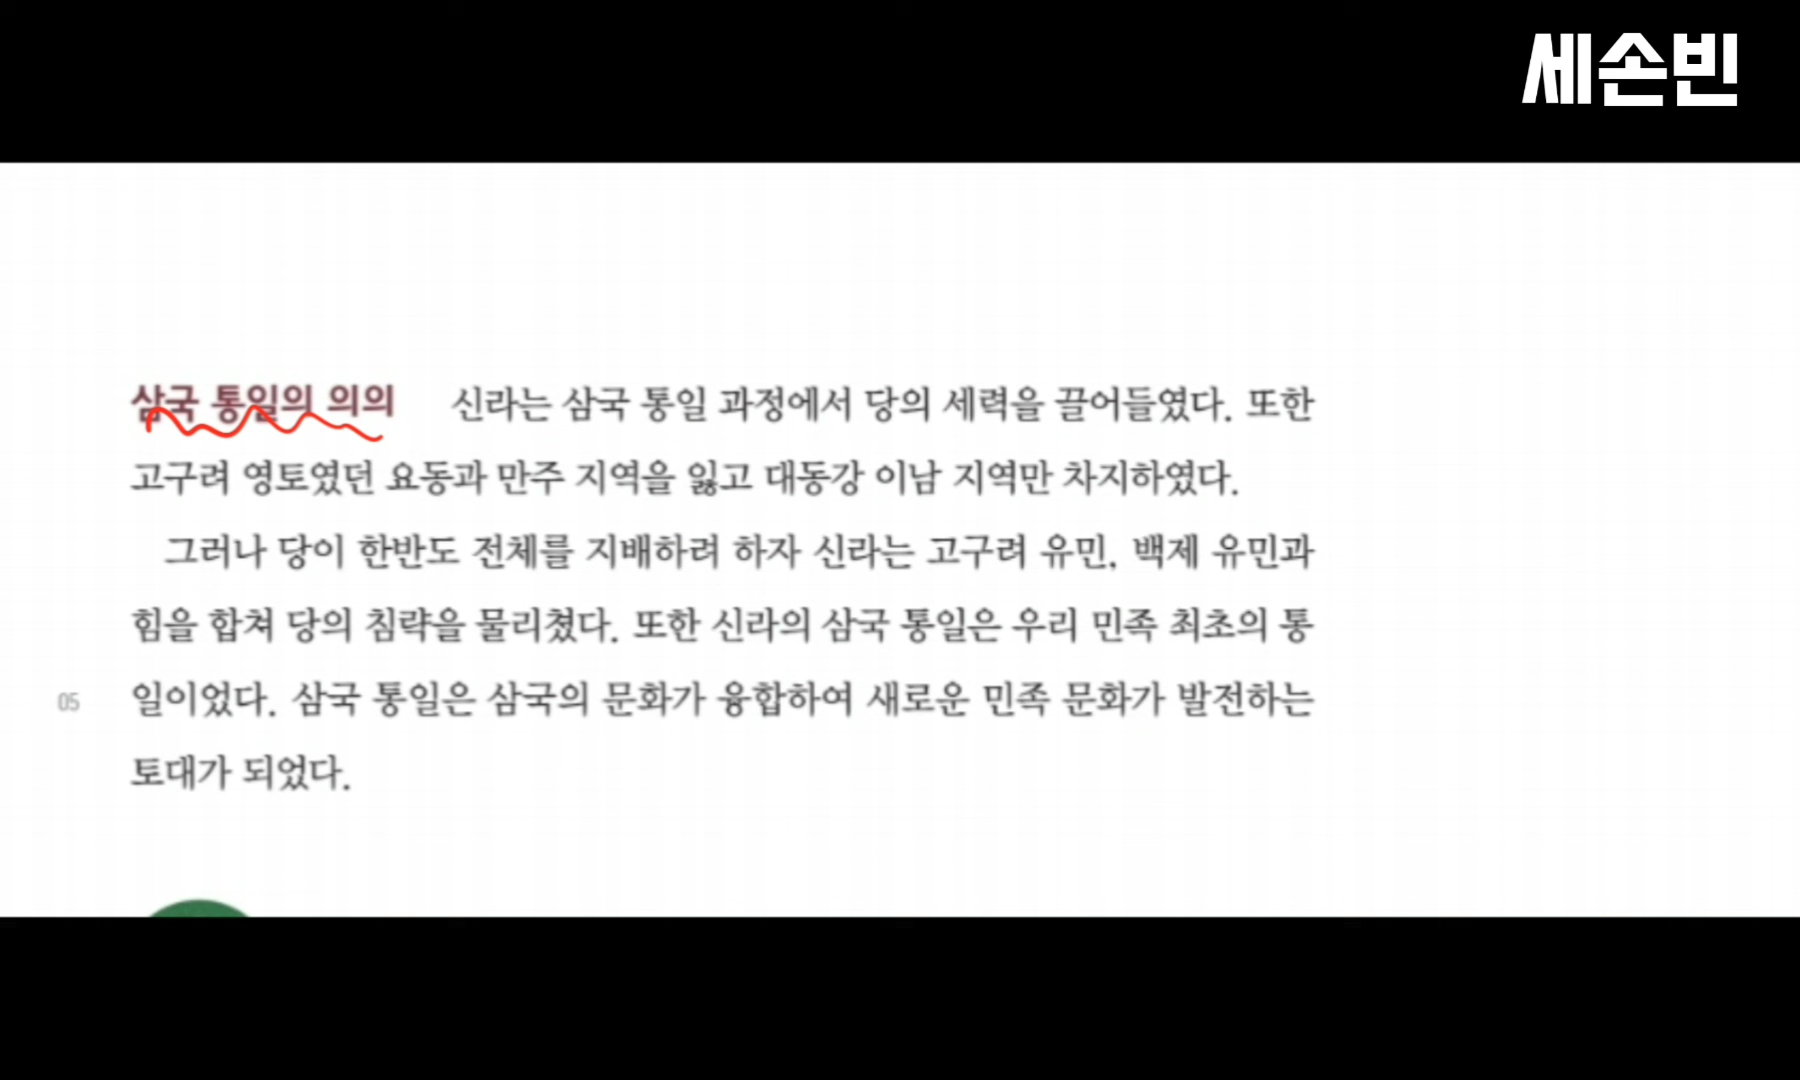 세손빈
삼국 통일의 의의 신라는 삼국 통일 과정에서 당의 세력을 끌어들였다. 또한
고구려 영토였던 요동과 만주 지역을 잃고 대동강 이남 지역만 차지하였다.
그러나 당이 한반도 전체를 지배하려 하자 신라는 고구려 유민, 백제 유민과
힘을 합쳐 당의 침략을 물리쳤다. 또한 신라의 삼국 통일은 우리 민족 최초의 통
05 일이었다. 삼국 통일은 삼국의 문화가 융합하여 새로운 민족 문화가 발전하는
토대가 되었다.